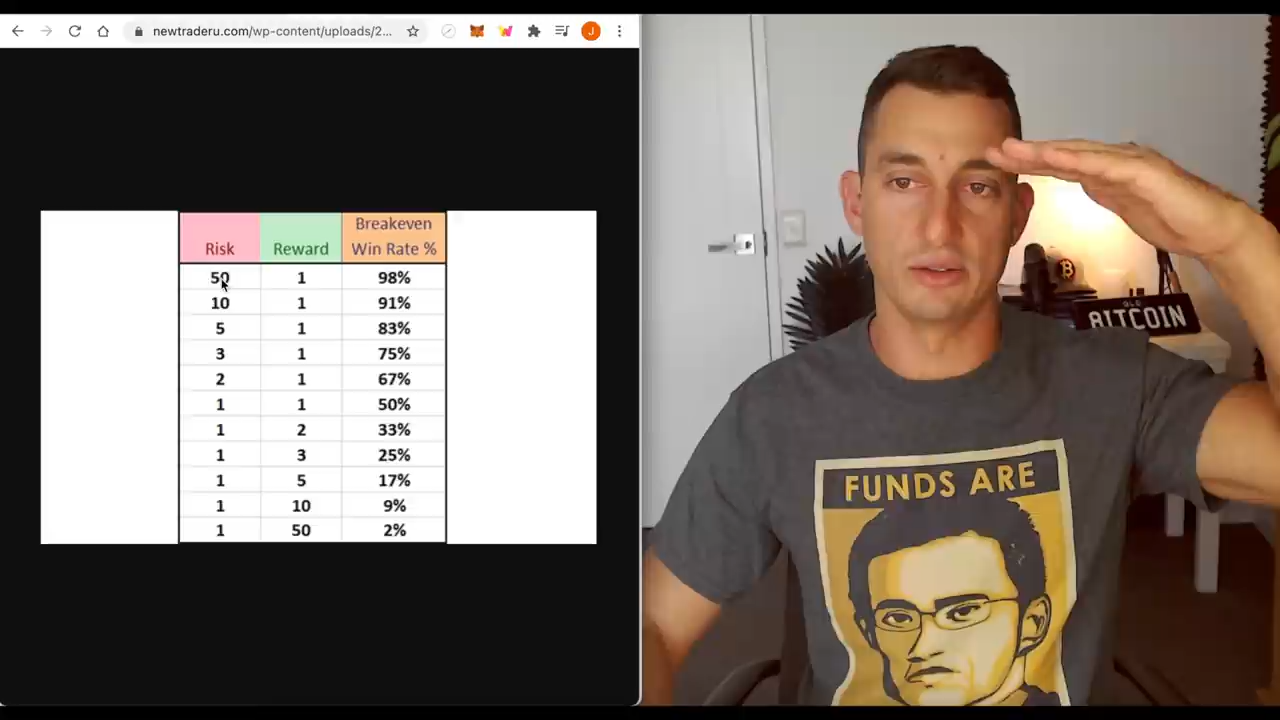 newtraderu.com/wp-content/uploads/2...
J
Breakeven
Risk Reward Win Rate %
50 1 98%
10 1 91%
5 1 83%
3 1 75%
2 1 67%
1 1 50%
1 2 33%
1 3 25%
1 5 17%
1 10 9%
1 50 2%
QLD
BITCOIN
FUNDS ARE